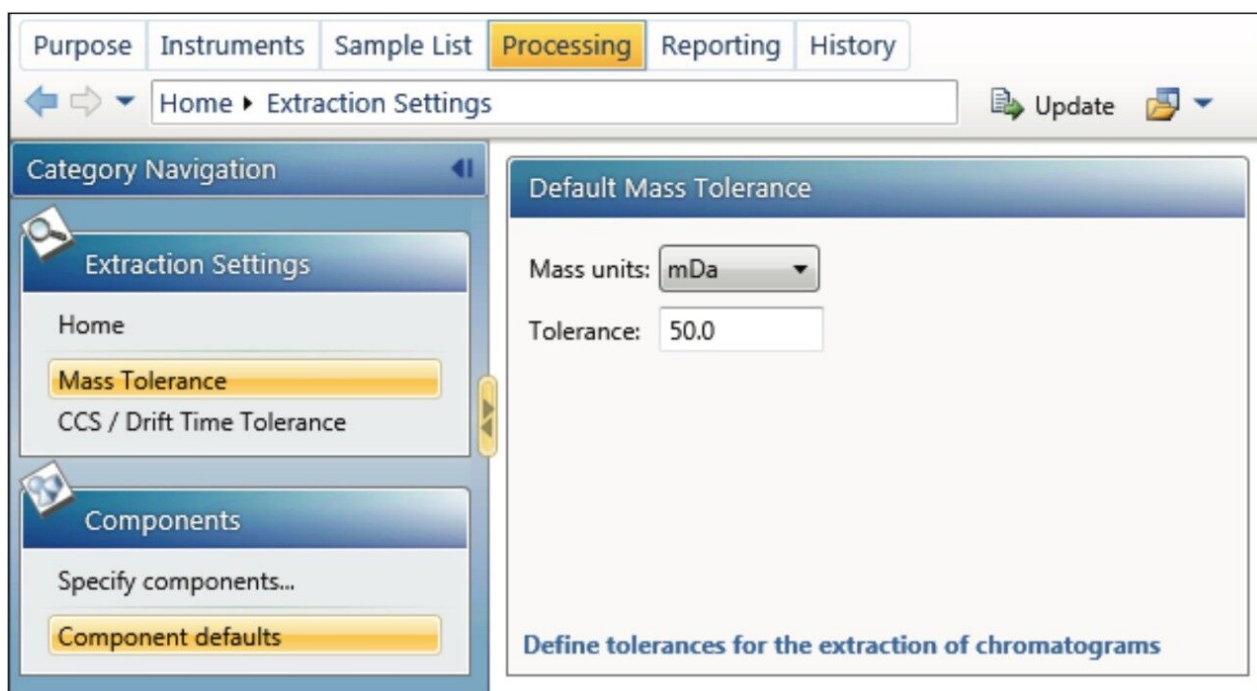 Purpose Instruments Sample List Processing Reporting History
Home Extraction Settings Update
Category Navigation
Extraction Settings
Home
Mass Tolerance
CCS / Drift Time Tolerance
Components
Specify components...
Component defaults
Default Mass Tolerance
Mass units: mDa
Tolerance: 50.0
Define tolerances for the extraction of chromatograms